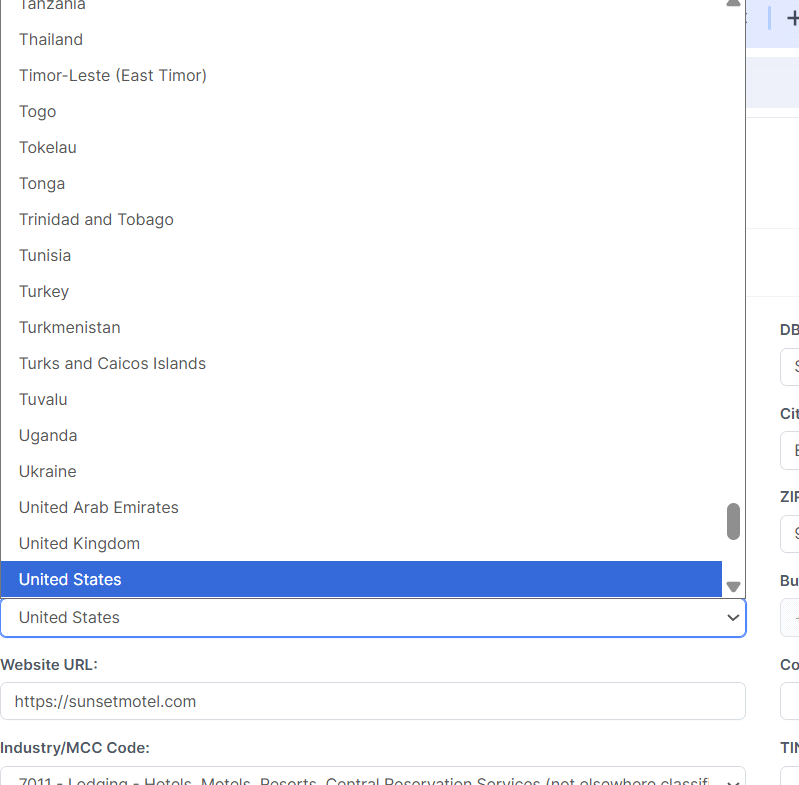 Tanzania
Thailand
Timor-Leste (East Timor)
Togo
Tokelau
Tonga
Trinidad and Tobago
Tunisia
Turkey
Turkmenistan
Turks and Caicos Islands
Tuvalu
Uganda
Ukraine
United Arab Emirates
United Kingdom
United States
United States
Website URL:
https://sunsetmotel.com
Industry/MCC Code:
7011 - Lodging - Hotels, Motels, Resorts, Central Reservation Services (not elsewhere classifi
DB
Cit
ZIP
Bu
Co
TIN